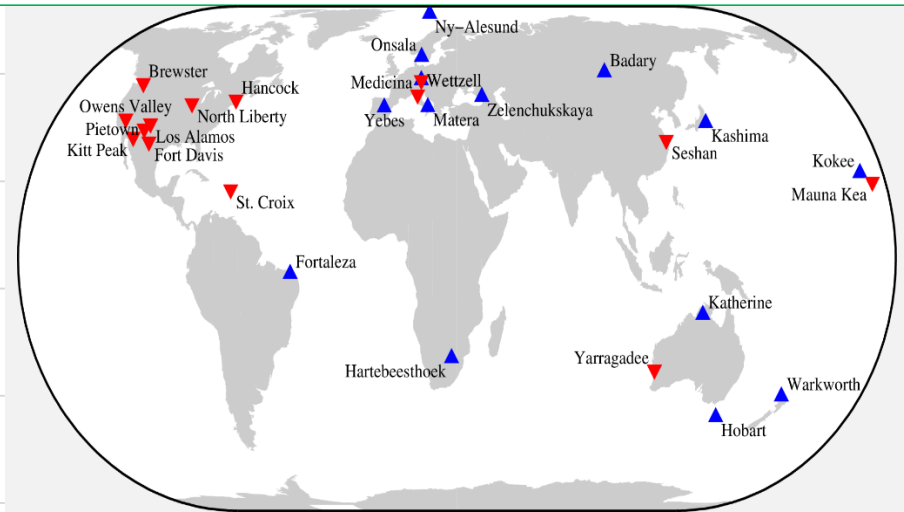 Ny−Alesund
Onsala
Badary
Brewster
Medicina
Wettzell
Hancock
Owens Valley
North Liberty
Zelenchukskaya
Yebes
Matera
Pietown
Los Alamos
Kashima
Kitt Peak
Fort Davis
Seshan
Kokee
Mauna Kea
St. Croix
Fortaleza
Katherine
Hartebeesthoek
Yarragadee
Warkworth
Hobart